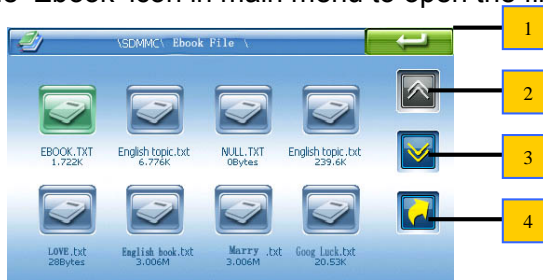 'Ebook' icon in main menu to open the fi
\SDMMC\ Ebook File \
1
2
3
4
EBOOK.TXT English topic.txt NULL.TXT English topic.txt
1.722K 6.776K 0Bytes 239.6K
LOVE.txt English book.txt Marry .txt Goog Luck.txt
28Bytes 3.006M 3.006M 20.53K